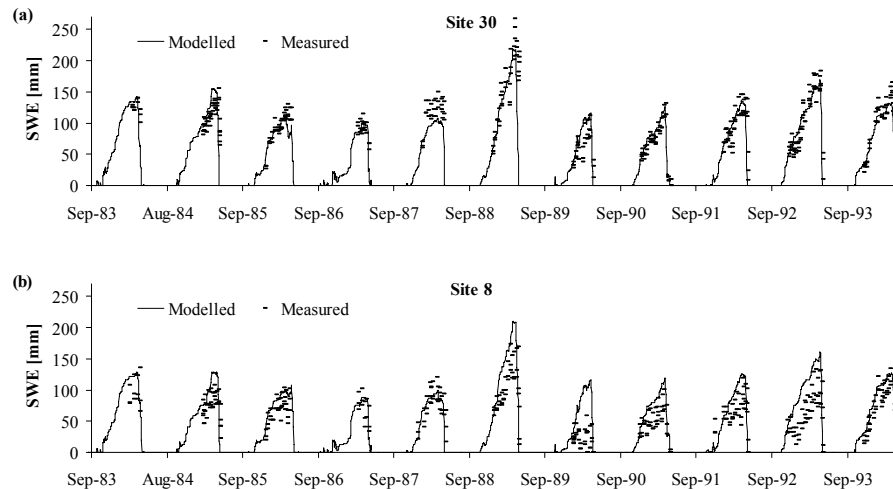 (a)
Site 30
Modelled
Measured
SWE [mm]
250
200
150
100
50
0
Sep-83 Aug-84 Sep-85 Sep-86 Sep-87 Sep-88 Sep-89 Sep-90 Sep-91 Sep-92 Sep-93
(b)
Site 8
Modelled
Measured
SWE [mm]
250
200
150
100
50
0
Sep-83 Aug-84 Sep-85 Sep-86 Sep-87 Sep-88 Sep-89 Sep-90 Sep-91 Sep-92 Sep-93